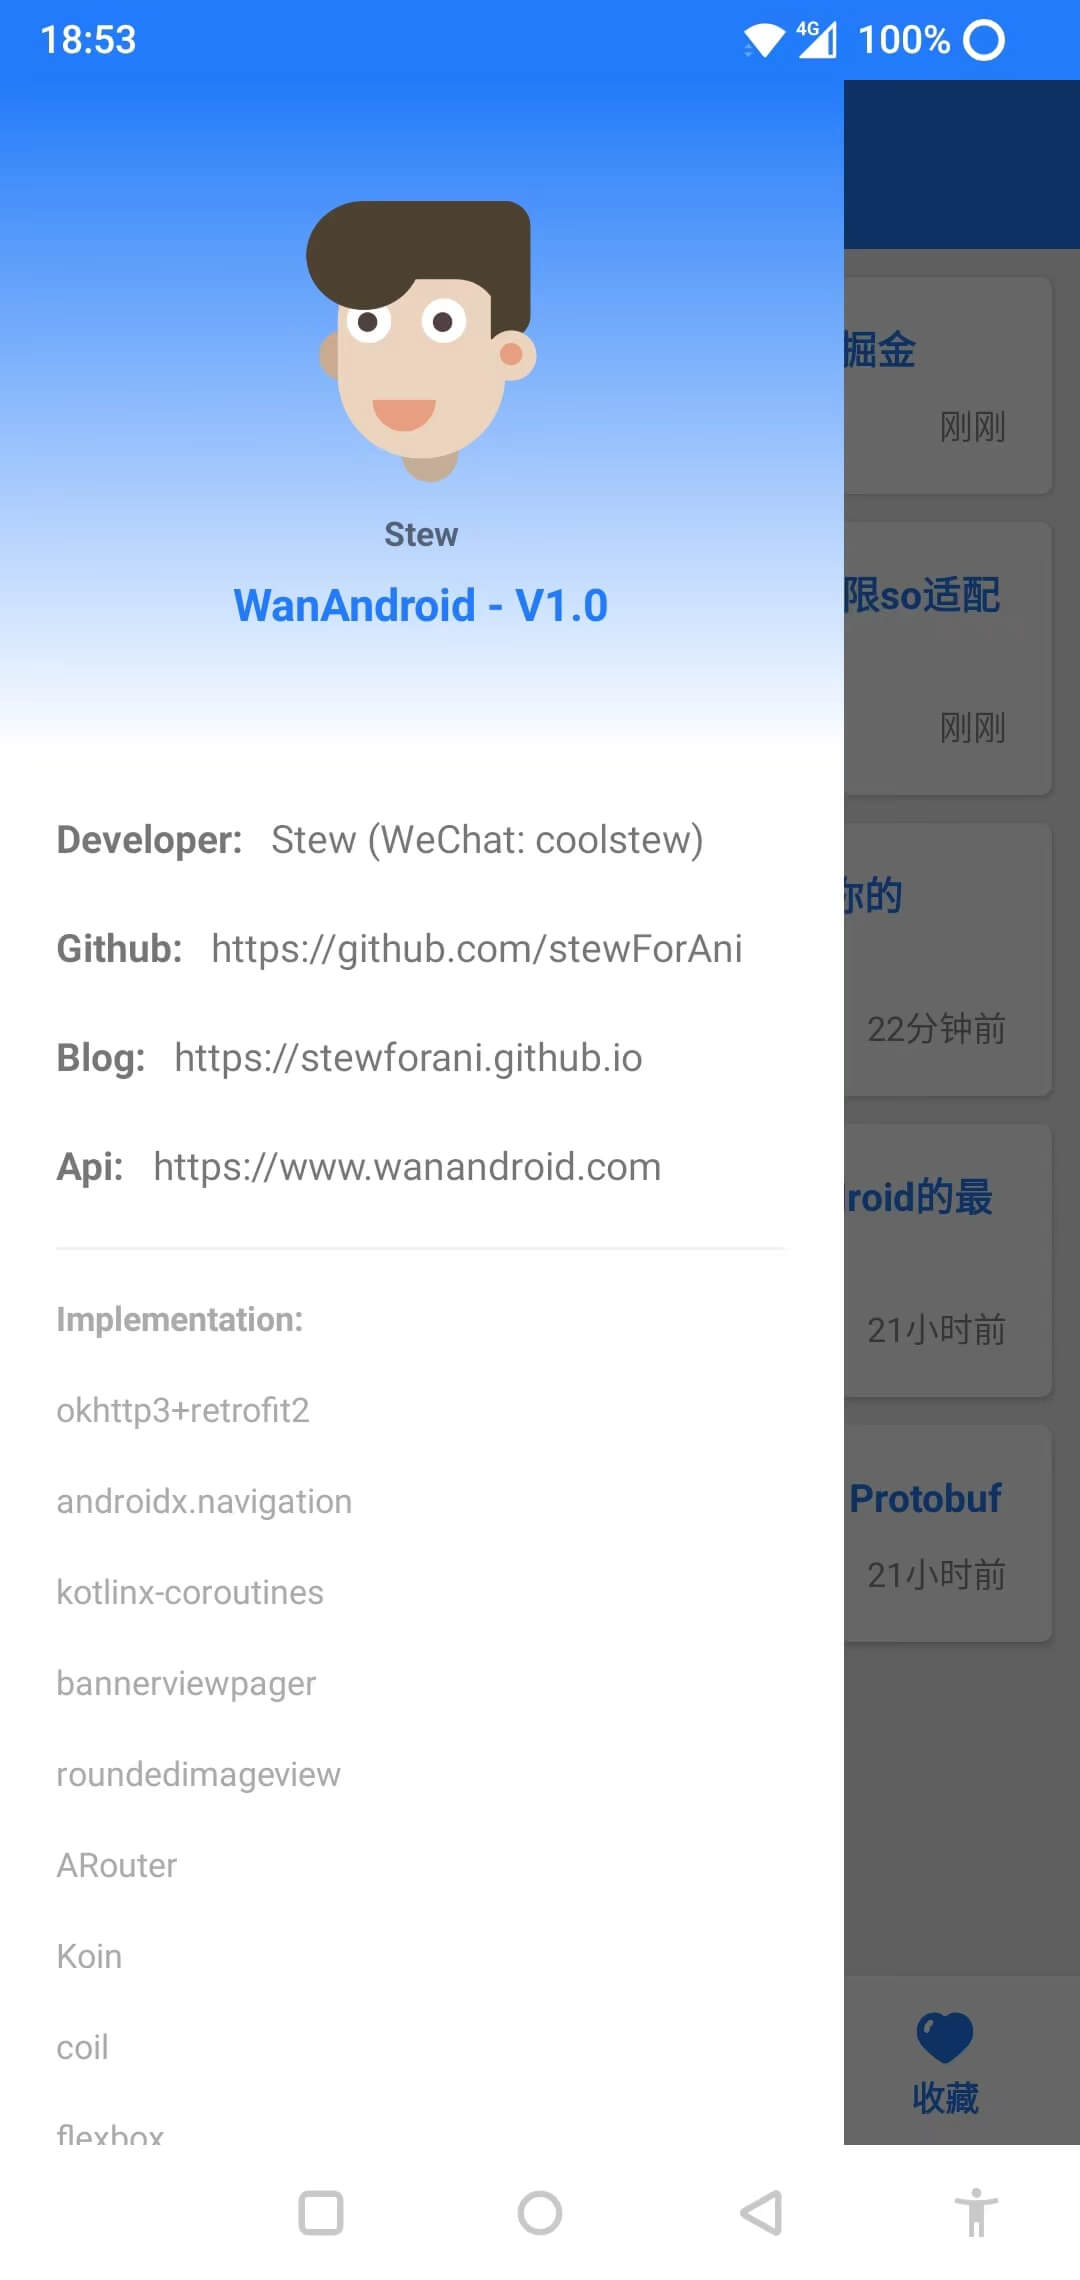 18:53
4G
100%
Stew
WanAndroid - V1.0
Developer: Stew (WeChat: coolstew)
Github: https://github.com/stewForAni
Blog: https://stewforani.github.io
Api: https://www.wanandroid.com
Implementation:
okhttp3+retrofit2
androidx.navigation
kotlinx-coroutines
bannerviewpager
roundedimageview
ARouter
Koin
coil
flexbox
掘金
刚刚
限so适配
刚刚
你的
22分钟前
roid的最
21小时前
Protobuf
21小时前
收藏